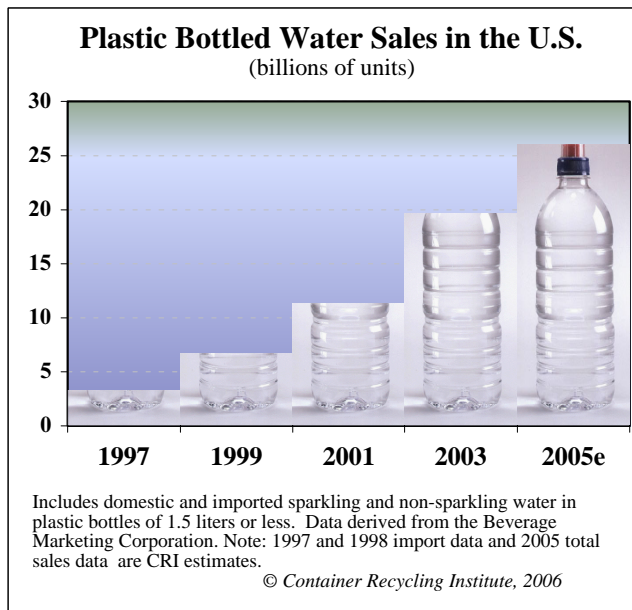 Plastic Bottled Water Sales in the U.S.
(billions of units)
30
25
20
15
10
5
0
1997 1999 2001 2003 2005e
Includes domestic and imported sparkling and non-sparkling water in
plastic bottles of 1.5 liters or less. Data derived from the Beverage
Marketing Corporation. Note: 1997 and 1998 import data and 2005 total
sales data are CRI estimates.
© Container Recycling Institute, 2006